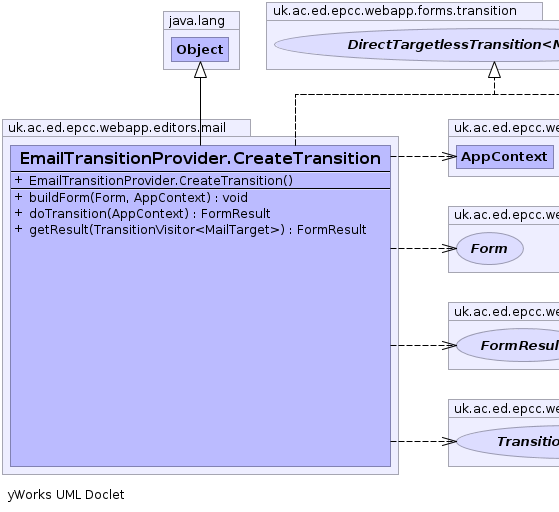 java.lang
Object
uk.ac.ed.epcc.webapp.forms.transition
DirectTargetlessTransition<M
uk.ac.ed.epcc.webapp.editors.mail
EmailTransitionProvider.CreateTransition
+ EmailTransitionProvider.CreateTransition()
+ buildForm(Form, AppContext) : void
+ doTransition(AppContext) : FormResult
+ getResult(TransitionVisitor<MailTarget>) : FormResult
uk.ac.ed.epcc.we
AppContext
uk.ac.ed.epcc.we
Form
uk.ac.ed.epcc.we
FormResul
uk.ac.ed.epcc.we
Transitio
yWorks UML Doclet